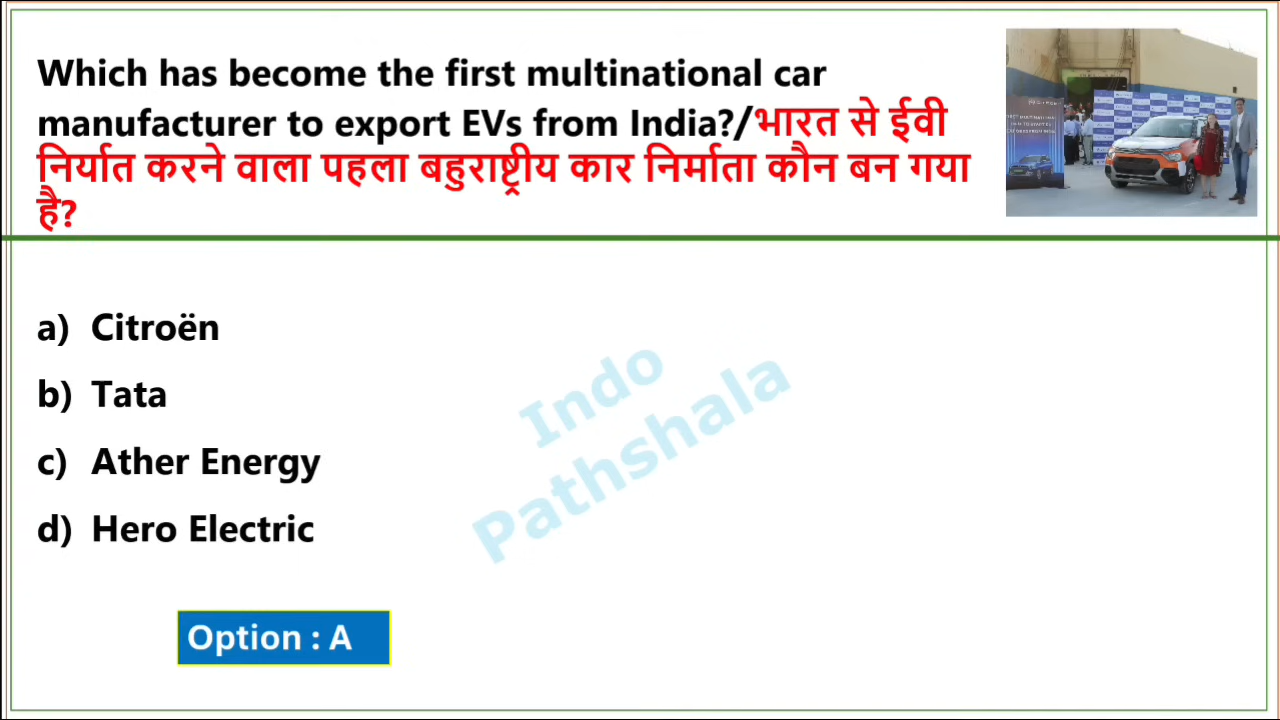 Which has become the first multinational car
manufacturer to export EVs from India?/भारत से ईवी
निर्यात करने वाला पहला बहुराष्ट्रीय कार निर्माता कौन बन गया
है?
a) Citroën
b) Tata
c) Ather Energy
d) Hero Electric
Indo
Pathshala
Option : A